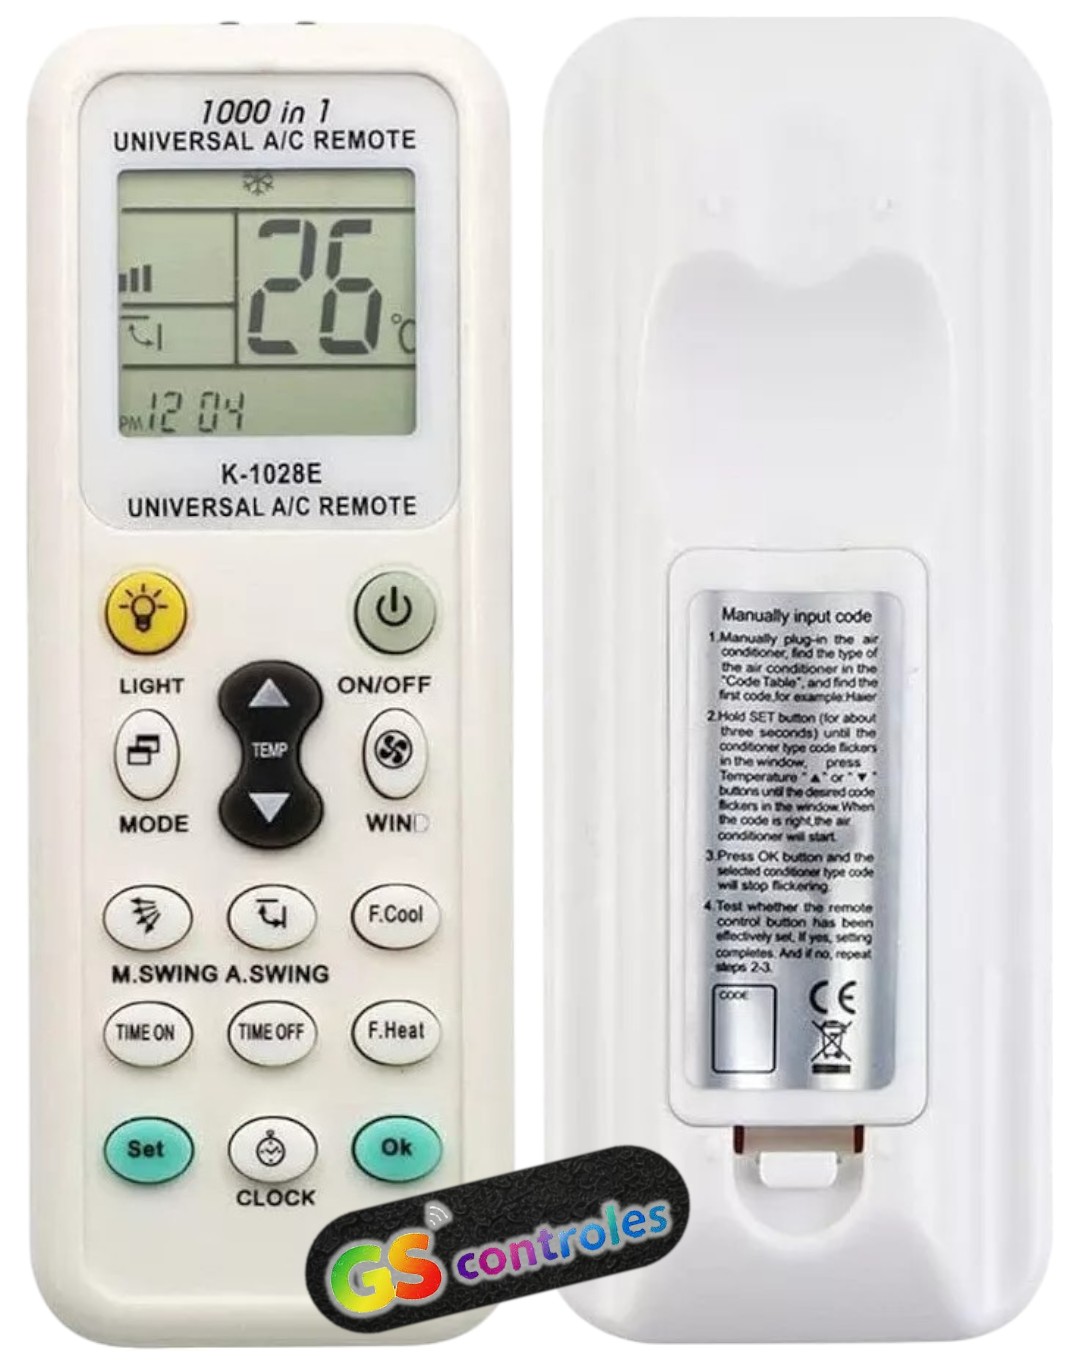 1000 in 1
UNIVERSAL A/C REMOTE
26 °C
PM 12 04
K-1028E
UNIVERSAL A/C REMOTE
LIGHT
ON/OFF
TEMP
MODE
WIND
F.Cool
M.SWING A.SWING
TIME ON
TIME OFF
F.Heat
Set
Ok
CLOCK
GS controles
Manually input code
1.Manually plug-in the air
conditioner, find the type of
the air conditioner in the
"Code Table", and find the
first code,for example:Haier
2.Hold SET button (for about
three seconds) until the
conditioner type code flickers
in the window, press
Temperature "▲" or "▼"
buttons until the desired code
flickers in the window.When
the code is right,the air
conditioner will start.
3.Press OK button and the
selected conditioner type code
will stop flickering.
4.Test whether the remote
control button has been
effectively set, If yes, setting
completes. And if no, repeat
steps 2-3.
CODE
CE